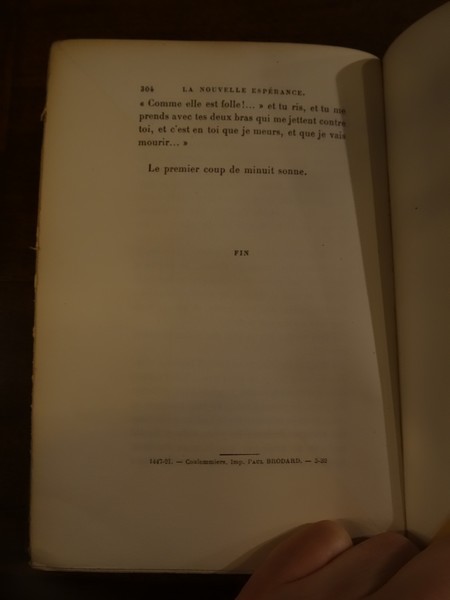 304 LA NOUVELLE ESPÉRANCE.
« Comme elle est folle!... » et tu ris, et tu me
prends avec tes deux bras qui me jettent contre
toi, et c'est en toi que je meurs, et que je vais
mourir... »
Le premier coup de minuit sonne.
FIN
— Coulommiers. Imp. Paul BRODARD. —